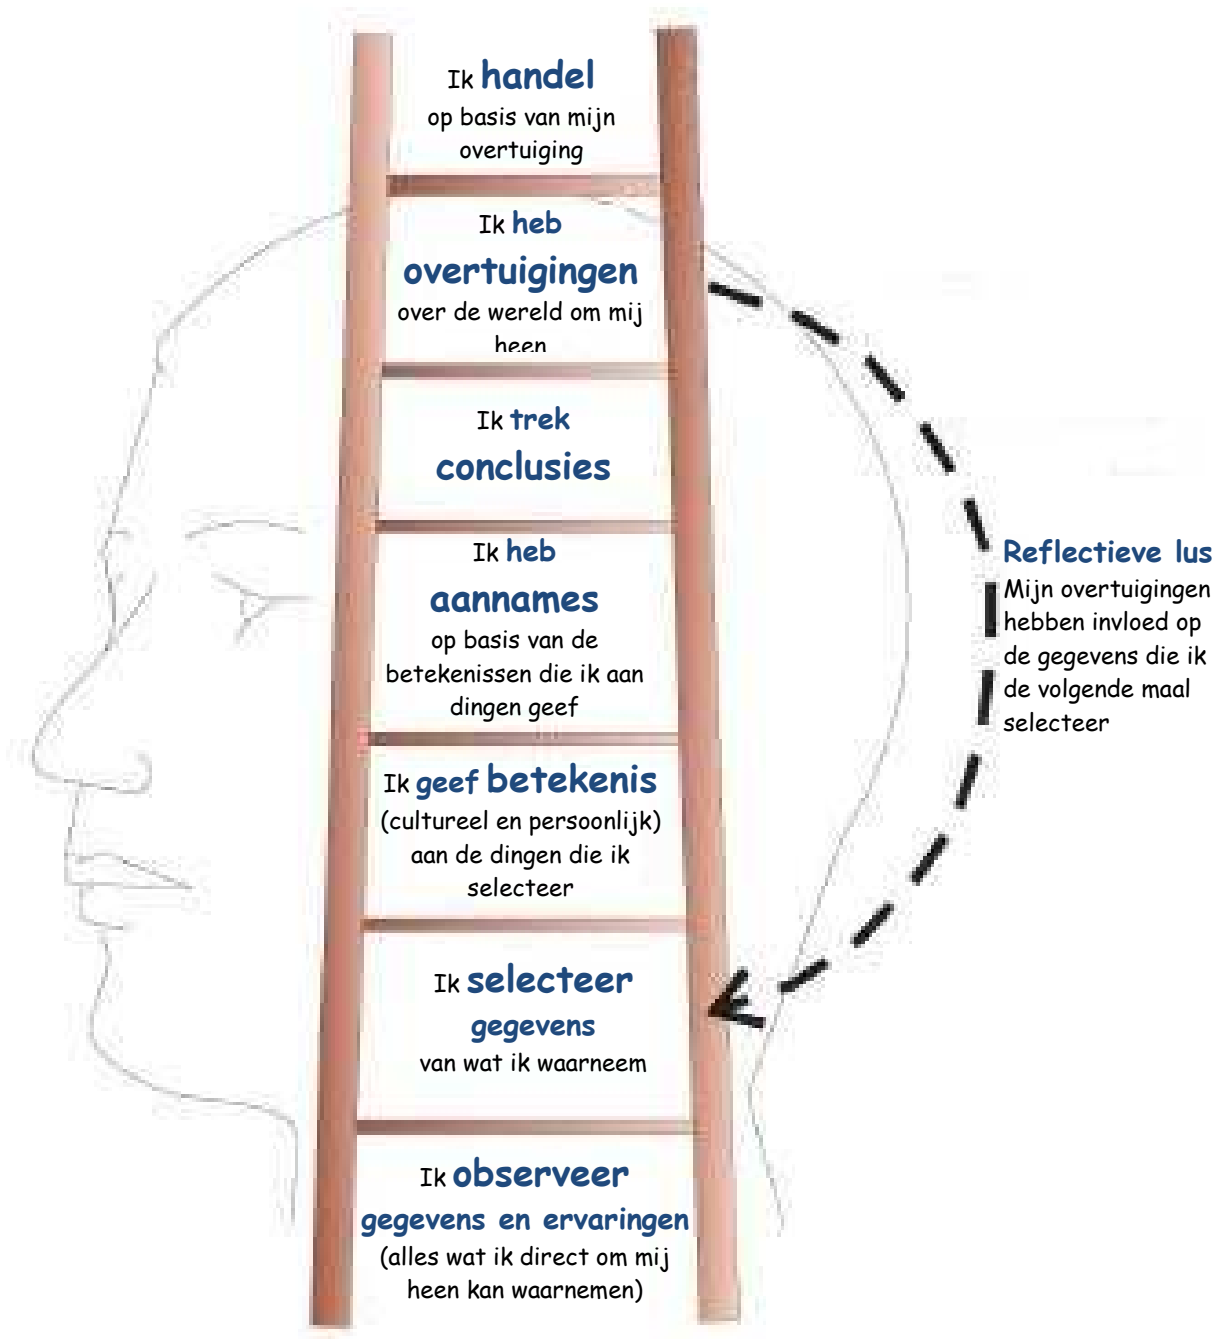 Ik handel
op basis van mijn
overtuiging
Ik heb
overtuigingen
over de wereld om mij
heen
Ik trek
conclusies
Ik heb
aannames
op basis van de
betekenissen die ik aan
dingen geef
Ik geef betekenis
(cultureel en persoonlijk)
aan de dingen die ik
selecteer
Ik selecteer
gegevens
van wat ik waarneem
Ik observeer
gegevens en ervaringen
(alles wat ik direct om mij
heen kan waarnemen)
Reflectieve lus
Mijn overtuigingen
hebben invloed op
de gegevens die ik
de volgende maal
selecteer